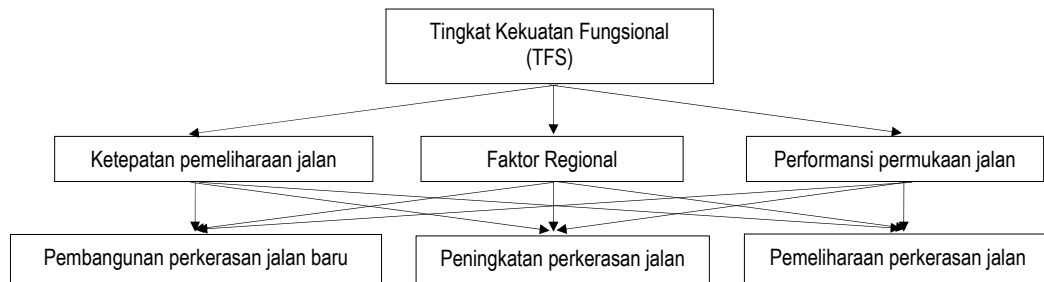 Tingkat Kekuatan Fungsional
(TFS)
Ketepatan pemeliharaan jalan
Faktor Regional
Performansi permukaan jalan
Pembangunan perkerasan jalan baru
Peningkatan perkerasan jalan
Pemeliharaan perkerasan jalan